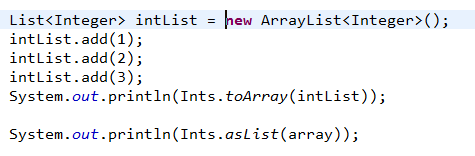 List<Integer> intList = new ArrayList<Integer>();
intList.add(1);
intList.add(2);
intList.add(3);
System.out.println(Ints.toArray(intList));
System.out.println(Ints.asList(array));